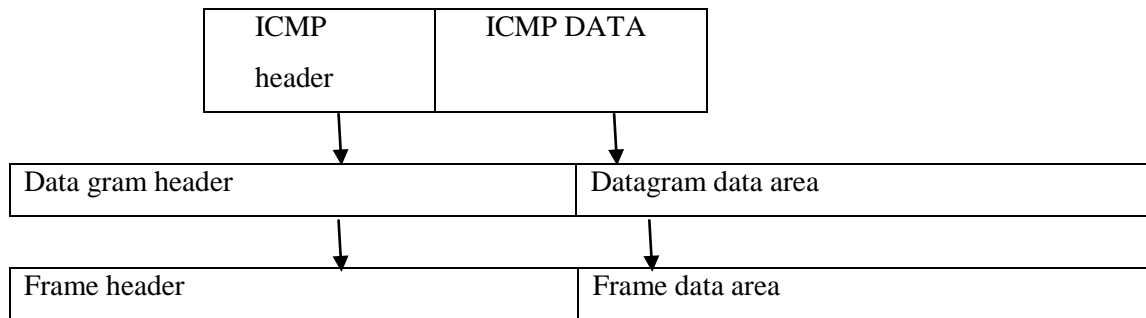 ICMP
header
ICMP DATA
Data gram header
Datagram data area
Frame header
Frame data area